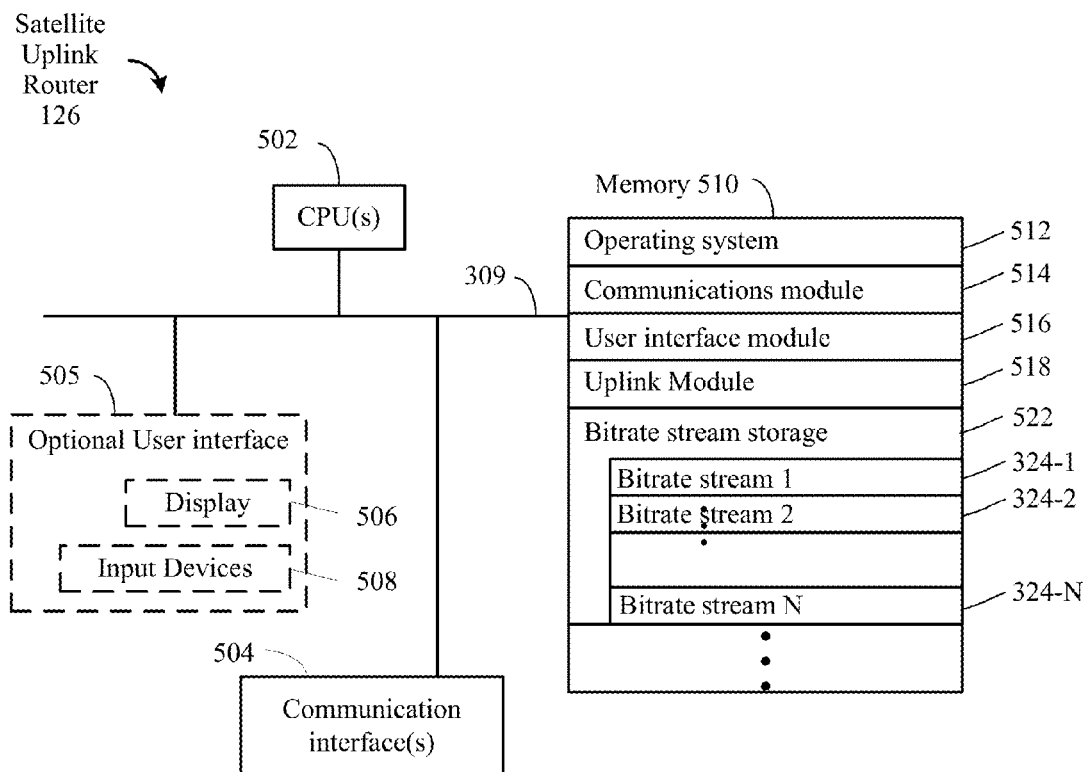 Satellite
Uplink
Router
126
502
CPU(s)
Memory 510
Operating system
512
309
Communications module
514
User interface module
516
Uplink Module
518
505
Optional User interface
Bitrate stream storage
522
Bitrate stream 1
324-1
Display
506
Bitrate stream 2
324-2
Input Devices
508
Bitrate stream N
324-N
504
Communication
interface(s)